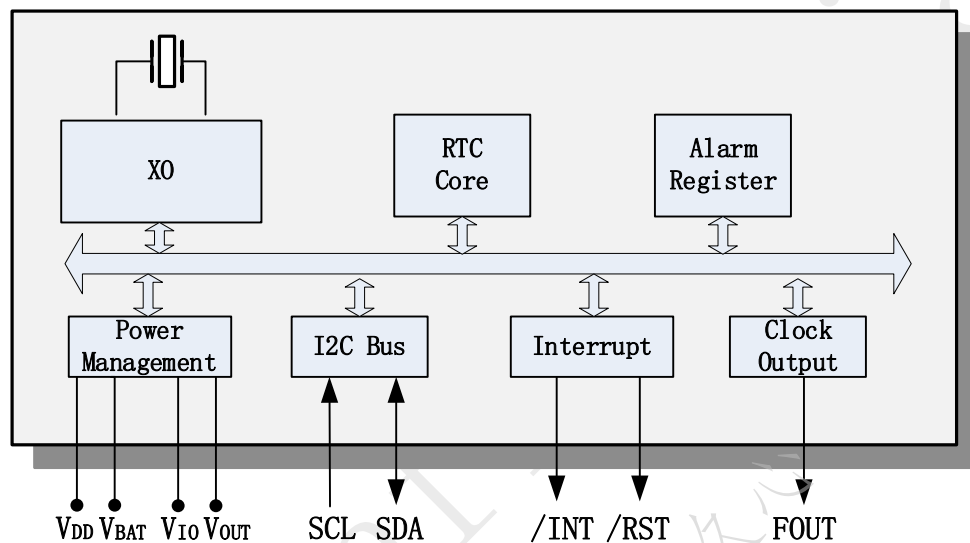 XO
RTC
Core
Alarm
Register
Power
Management
I2C Bus
Interrupt
Clock
Output
VDD VBAT VIO VOUT SCL SDA /INT /RST FOUT